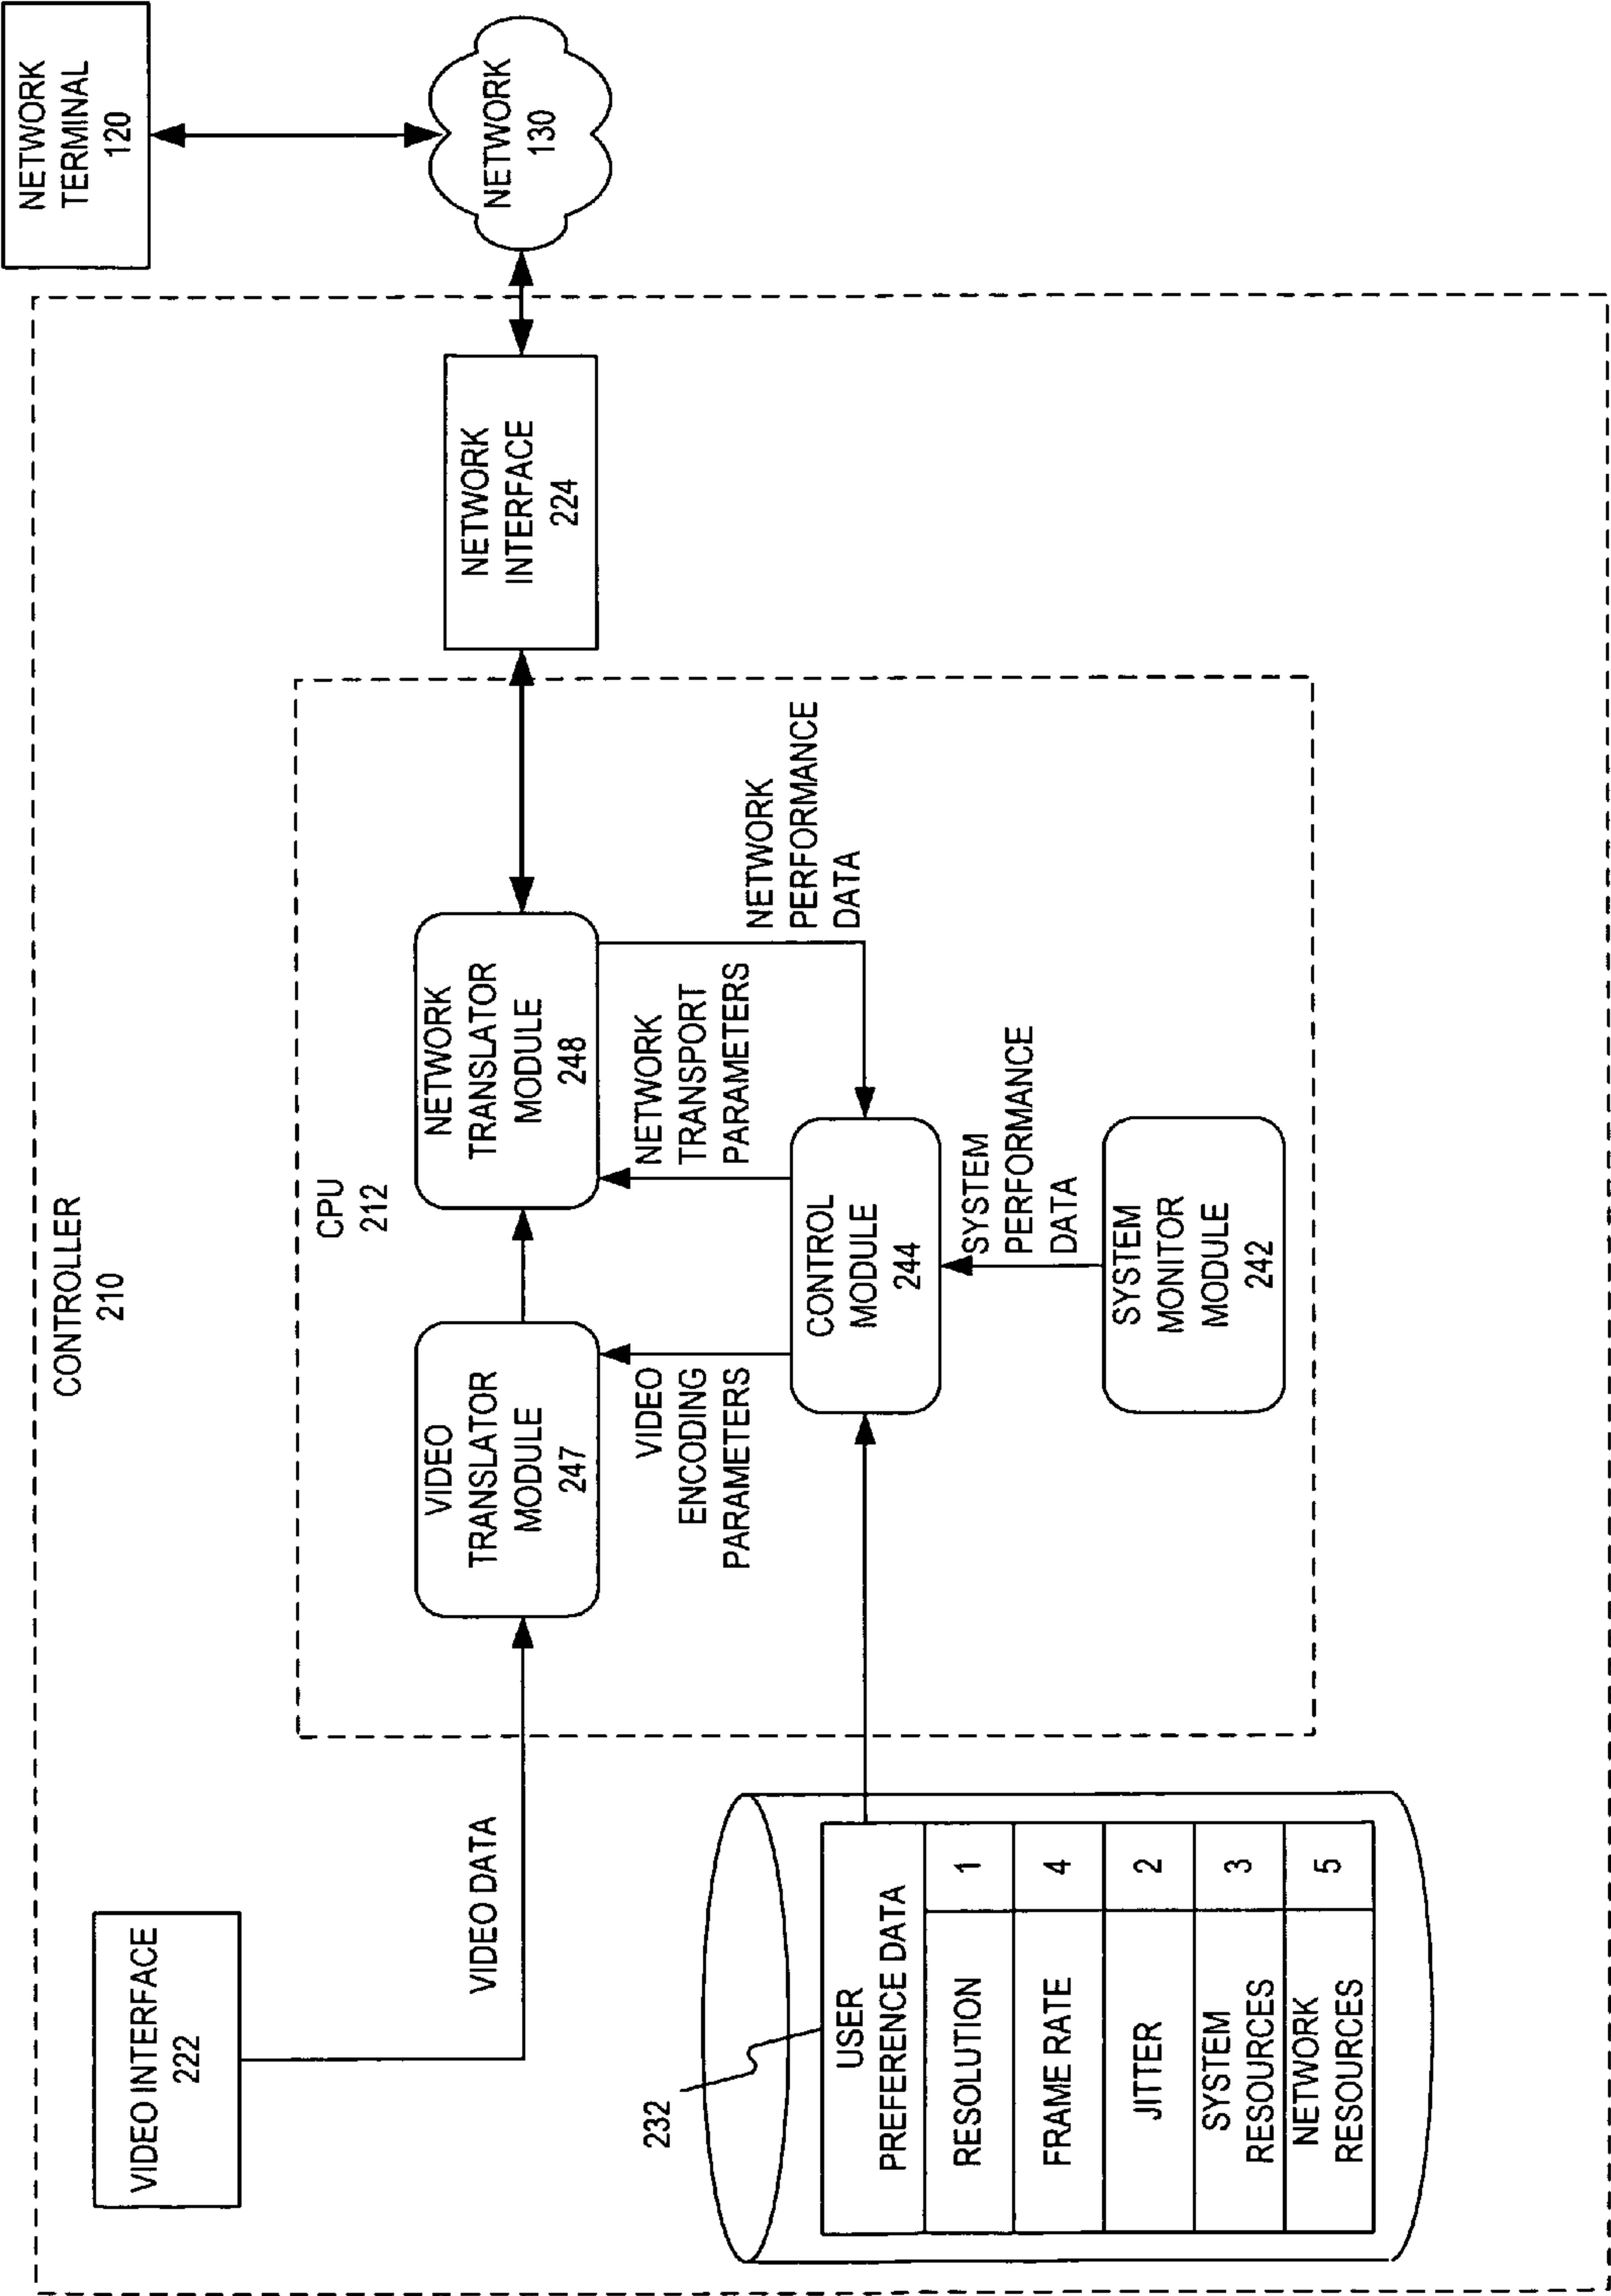 CONTROLLER
210
NETWORK
TERMINAL
120
VIDEO INTERFACE
222
CPU
212
VIDEO DATA
VIDEO
TRANSLATOR
MODULE
247
NETWORK
TRANSLATOR
MODULE
248
NETWORK
INTERFACE
224
NETWORK
130
VIDEO
ENCODING
PARAMETERS
NETWORK
TRANSPORT
PARAMETERS
NETWORK
PERFORMANCE
DATA
232
USER
PREFERENCE DATA
RESOLUTION 1
FRAME RATE 4
JITTER 2
SYSTEM
RESOURCES 3
NETWORK
RESOURCES 5
CONTROL
MODULE
244
SYSTEM
PERFORMANCE
DATA
SYSTEM
MONITOR
MODULE
242